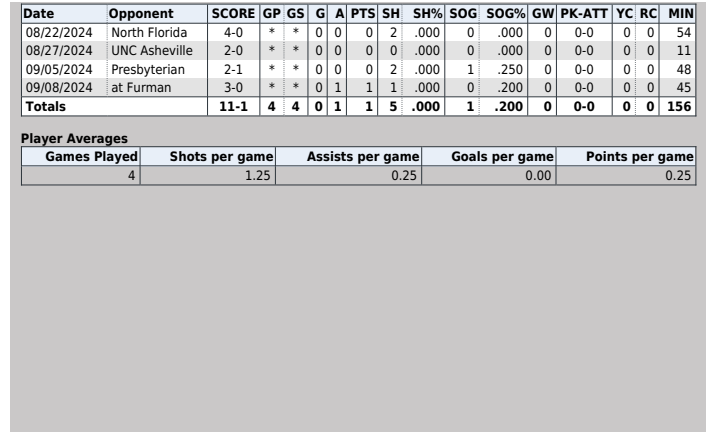 Date Opponent SCORE GP GS G A PTS SH SH% SOG SOG% GW PK-ATT YC RC MIN
08/22/2024 North Florida 4-0 * * 0 0 0 2 .000 0 .000 0 0-0 0 0 54
08/27/2024 UNC Asheville 2-0 * * 0 0 0 0 .000 0 .000 0 0-0 0 0 11
09/05/2024 Presbyterian 2-1 * * 0 0 0 2 .000 1 .250 0 0-0 0 0 48
09/08/2024 at Furman 3-0 * * 0 1 1 1 .000 0 .200 0 0-0 0 0 45
Totals 11-1 4 4 0 1 1 5 .000 1 .200 0 0-0 0 0 156
Player Averages
Games Played Shots per game Assists per game Goals per game Points per game
4 1.25 0.25 0.00 0.25